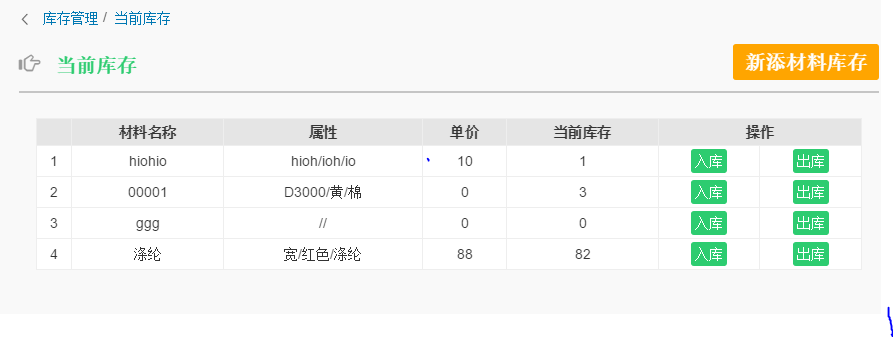 库存管理 / 当前库存
当前库存
新添材料库存
材料名称 属性 单价 当前库存 操作
1 hiohio hioh/ioh/io 10 1 入库 出库
2 00001 D3000/黄/棉 0 3 入库 出库
3 ggg // 0 0 入库 出库
4 涤纶 宽/红色/涤纶 88 82 入库 出库